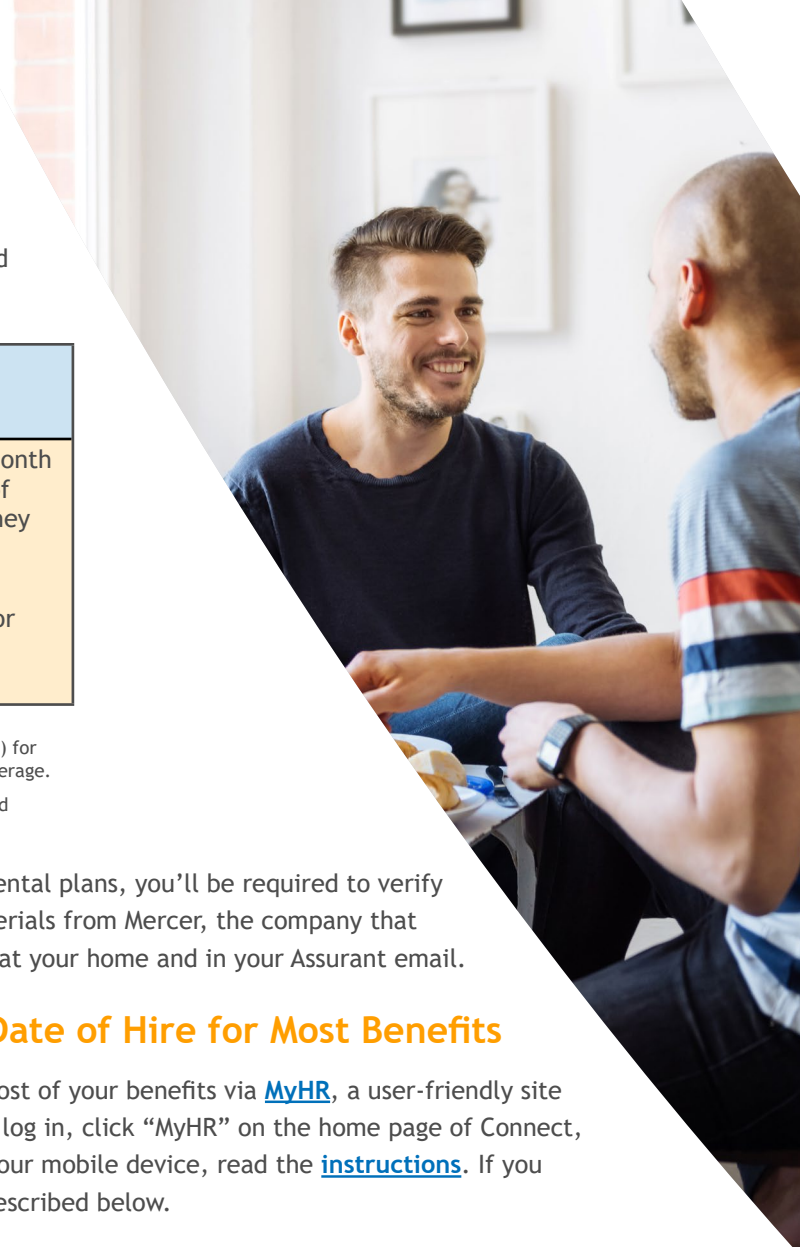 d
onth
f
ney
or
) for
erage.
d
ental plans, you’ll be required to verify
erials from Mercer, the company that
at your home and in your Assurant email.
Date of Hire for Most Benefits
ost of your benefits via MyHR, a user-friendly site
log in, click “MyHR” on the home page of Connect,
our mobile device, read the instructions. If you
escribed below.